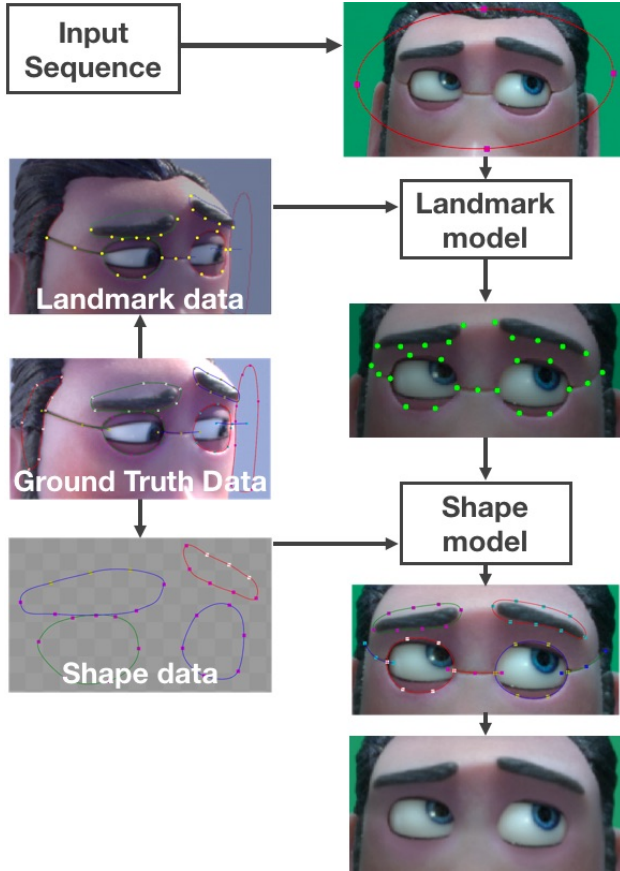 Input
Sequence
Landmark
model
Landmark data
Ground Truth Data
Shape
model
Shape data